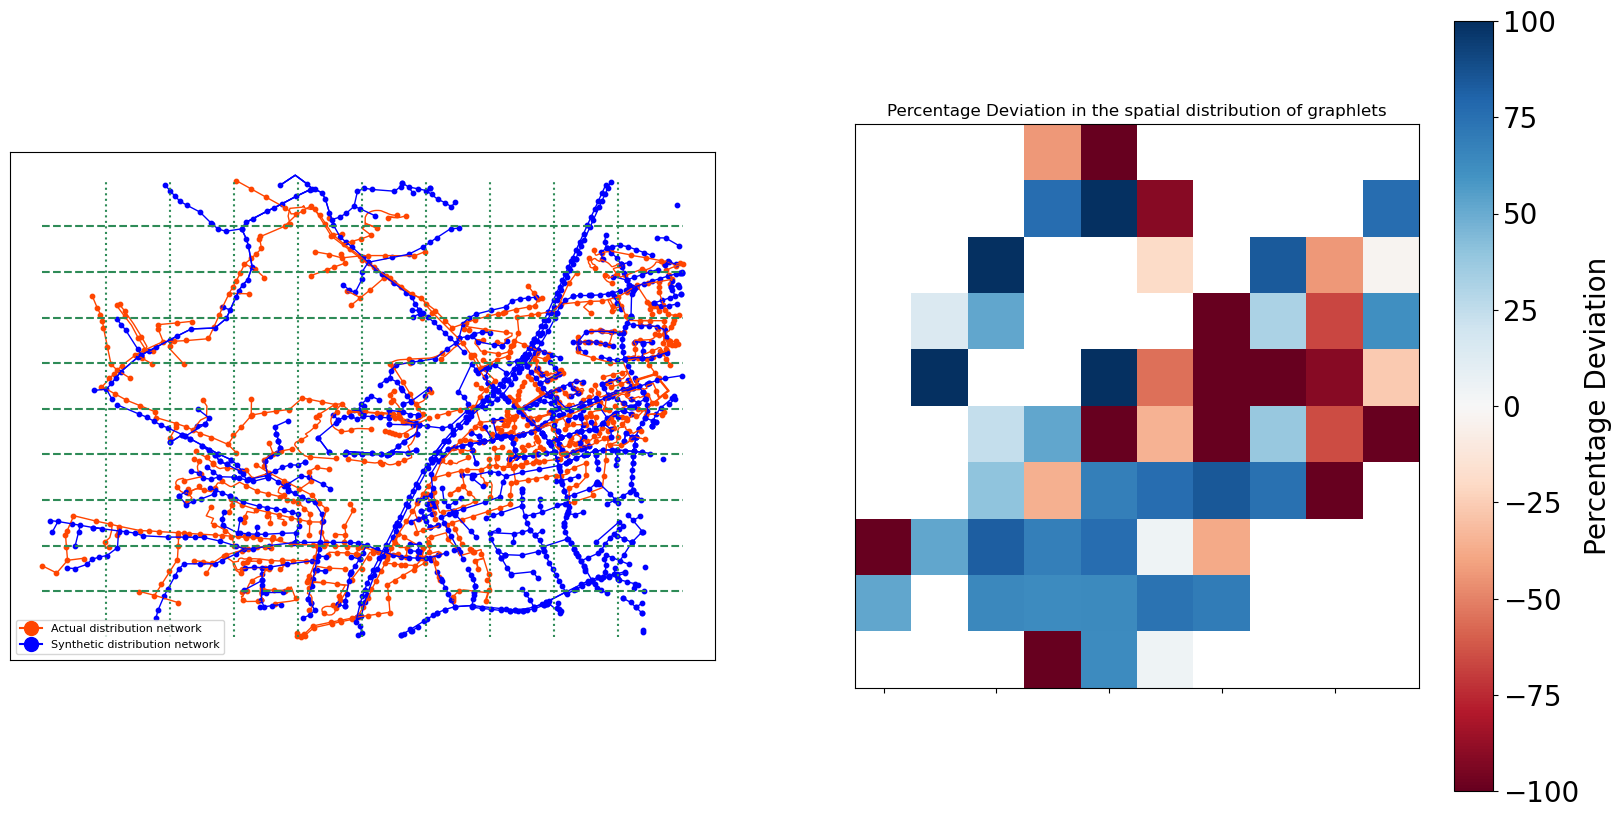 Actual distribution network
Synthetic distribution network
Percentage Deviation in the spatial distribution of graphlets
100
75
50
25
0
−25
−50
−75
−100
Percentage Deviation